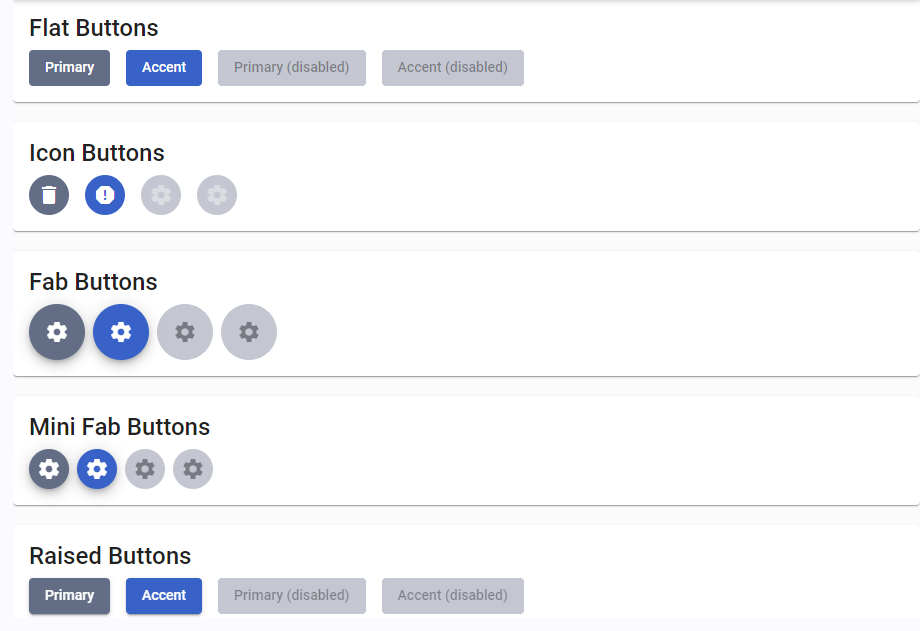 Flat Buttons
Primary Accent Primary (disabled) Accent (disabled)
Icon Buttons
Fab Buttons
Mini Fab Buttons
Raised Buttons
Primary Accent Primary (disabled) Accent (disabled)